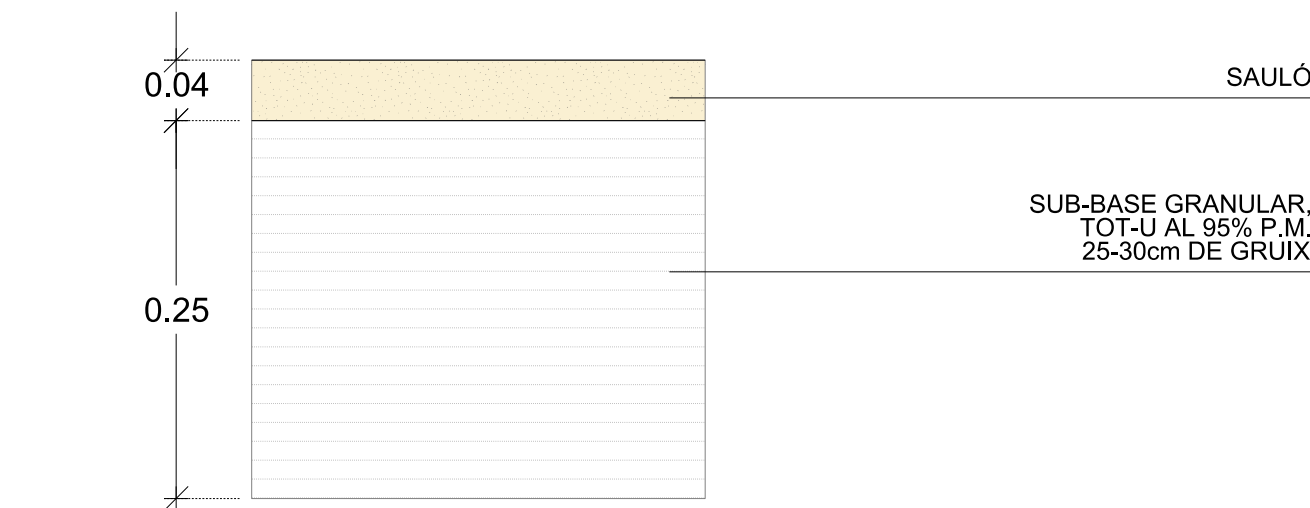 0.04
SAULÓ
SUB-BASE GRANULAR,
TOT-U AL 95% P.M.
25-30cm DE GRUIX
0.25